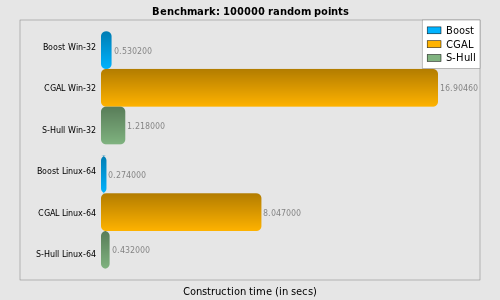 Benchmark: 100000 random points
Boost
CGAL
S-Hull
Boost Win-32
0.530200
CGAL Win-32
16.90460
S-Hull Win-32
1.218000
Boost Linux-64
0.274000
CGAL Linux-64
8.047000
S-Hull Linux-64
0.432000
Construction time (in secs)